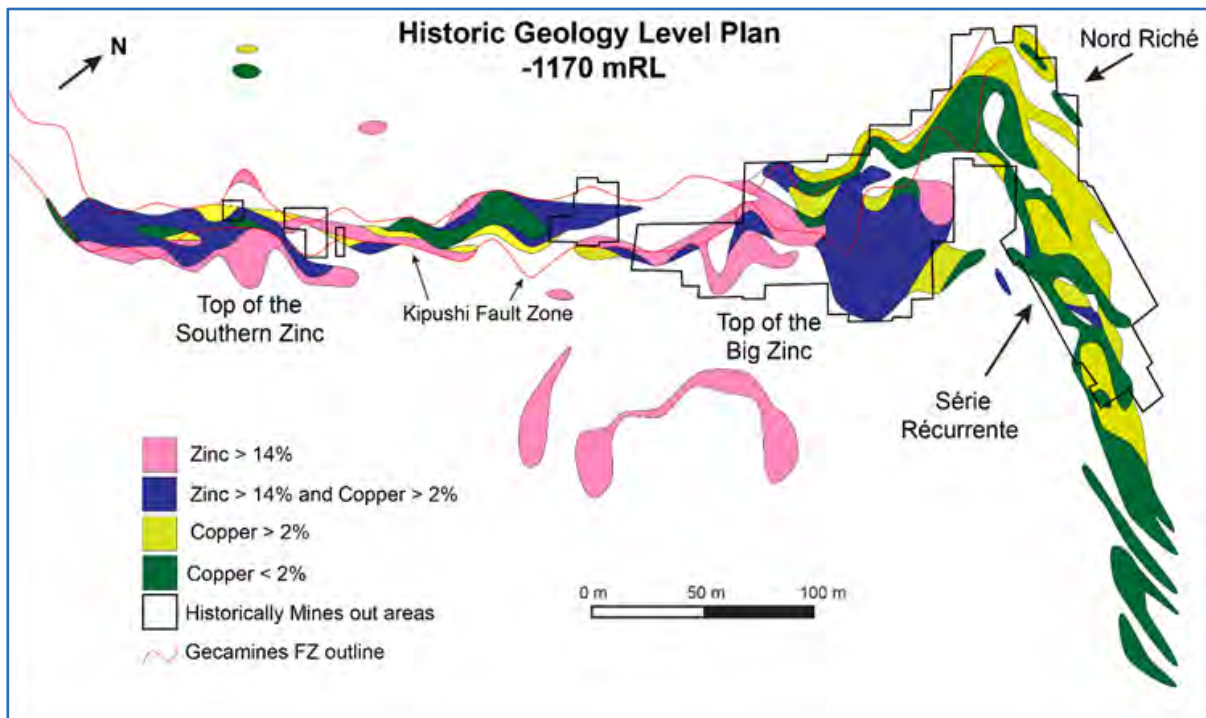 Historic Geology Level Plan
-1170 mRL
N
Nord Riché
Top of the
Southern Zinc
Kipushi Fault Zone
Top of the
Big Zinc
Série
Récurrente
Zinc > 14%
Zinc > 14% and Copper > 2%
Copper > 2%
Copper < 2%
Historically Mines out areas
Gecamines FZ outline
0 m 50 m 100 m